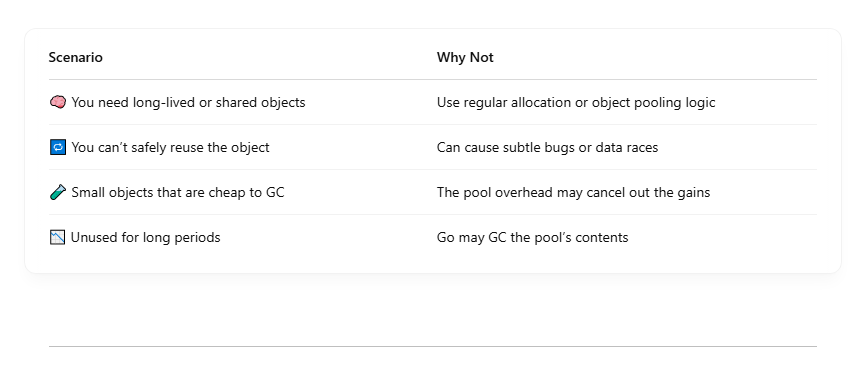 Scenario Why Not
🧠 You need long-lived or shared objects Use regular allocation or object pooling logic
🔁 You can’t safely reuse the object Can cause subtle bugs or data races
🧪 Small objects that are cheap to GC The pool overhead may cancel out the gains
📉 Unused for long periods Go may GC the pool’s contents